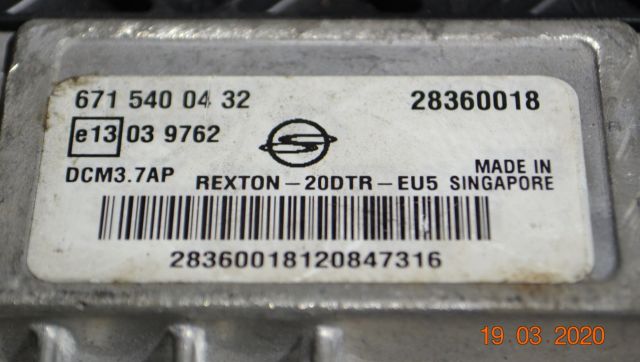 671 540 04 32 28360018
e13 03 9762
DCM3.7AP REXTON-20DTR-EU5 MADE IN SINGAPORE
28360018120847316
19 03 2020